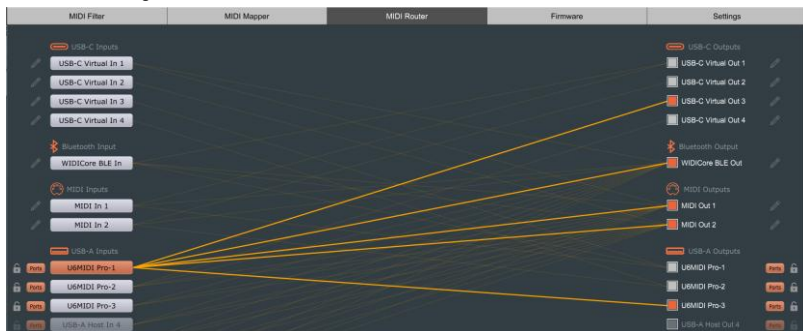 MIDI Filter MIDI Mapper MIDI Router Firmware Settings
USB-C Inputs USB-C Outputs
USB-C Virtual In 1 USB-C Virtual Out 1
USB-C Virtual In 2 USB-C Virtual Out 2
USB-C Virtual In 3 USB-C Virtual Out 3
USB-C Virtual In 4 USB-C Virtual Out 4
Bluetooth Input Bluetooth Output
WIDICore BLE In WIDICore BLE Out
MIDI Inputs MIDI Outputs
MIDI In 1 MIDI Out 1
MIDI In 2 MIDI Out 2
USB-A Inputs USB-A Outputs
Ports U6MIDI Pro-1 U6MIDI Pro-1 Ports
Ports U6MIDI Pro-2 U6MIDI Pro-2 Ports
Ports U6MIDI Pro-3 U6MIDI Pro-3 Ports
Ports USB-A Host In 4 USB-A Host Out 4 Ports